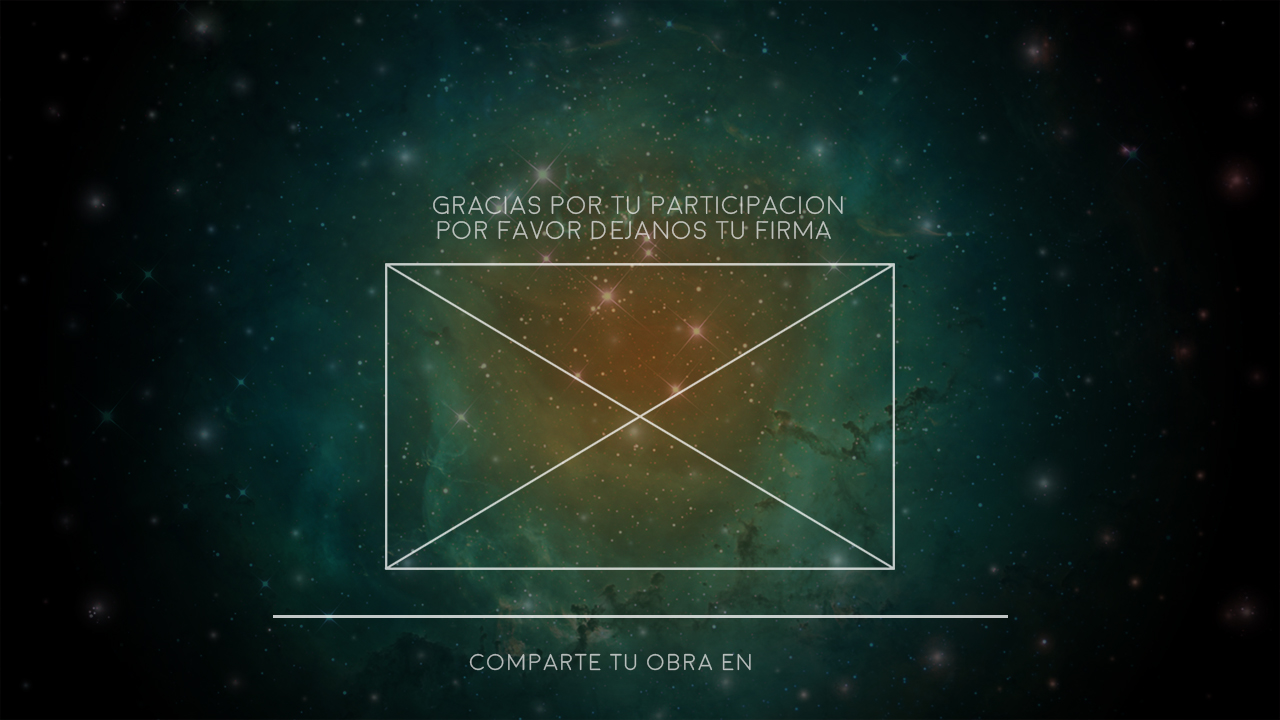 GRACIAS POR TU PARTICIPACION
POR FAVOR DEJANOS TU FIRMA
COMPARTE TU OBRA EN